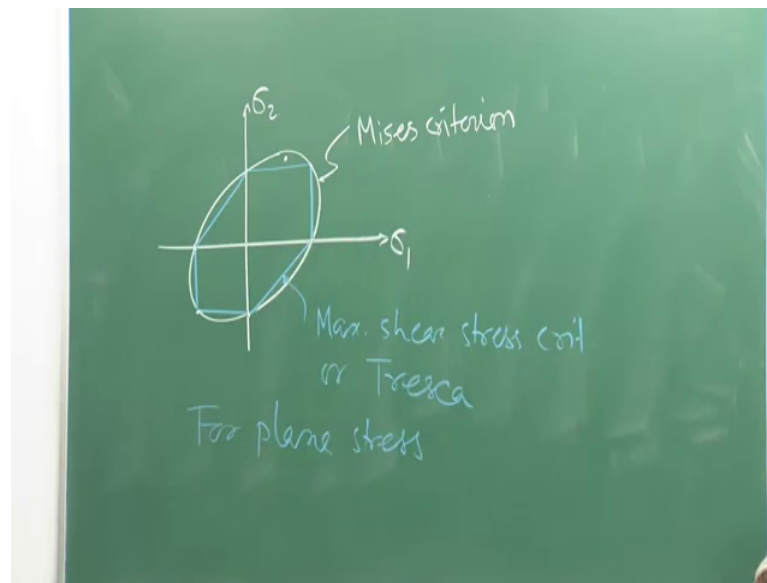 σ₂
Mises criterion
σ₁
Max. shear stress crit
or Tresca
For plane stress